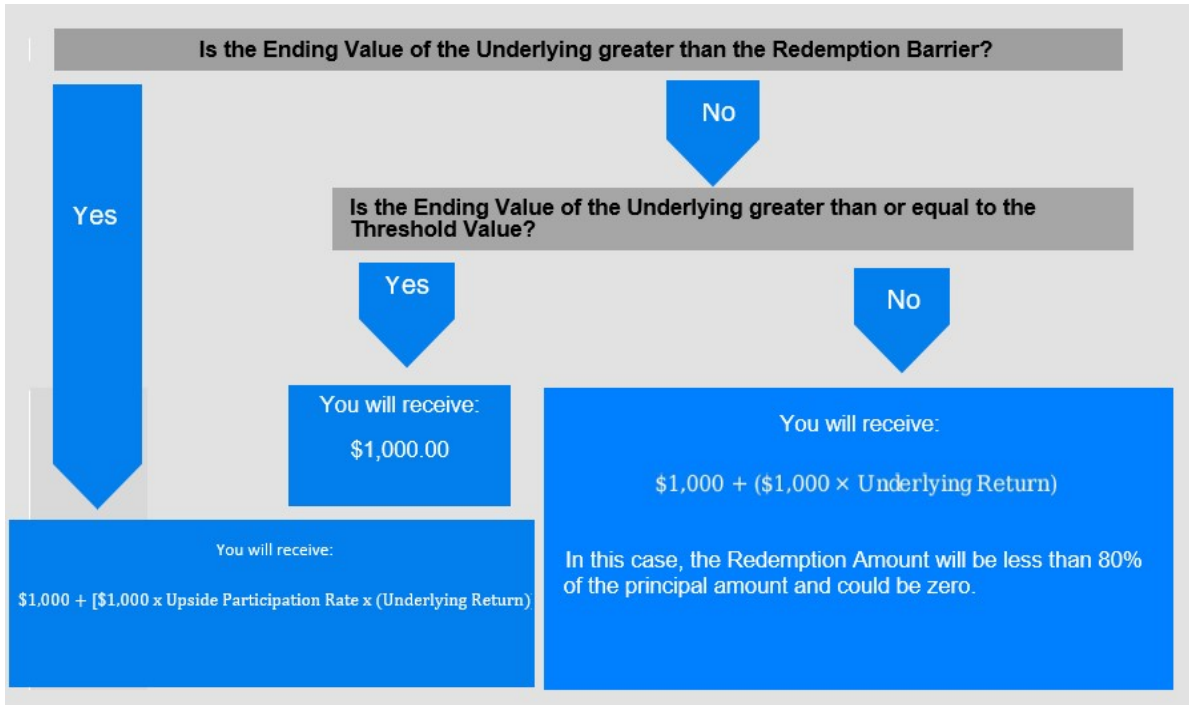 Is the Ending Value of the Underlying greater than the Redemption Barrier?
No
Yes
Is the Ending Value of the Underlying greater than or equal to the
Threshold Value?
Yes
No
You will receive:
$1,000.00
You will receive:
$1,000 + ($1,000 × Underlying Return)
In this case, the Redemption Amount will be less than 80%
of the principal amount and could be zero.
You will receive:
$1,000 + [$1,000 x Upside Participation Rate x (Underlying Return)